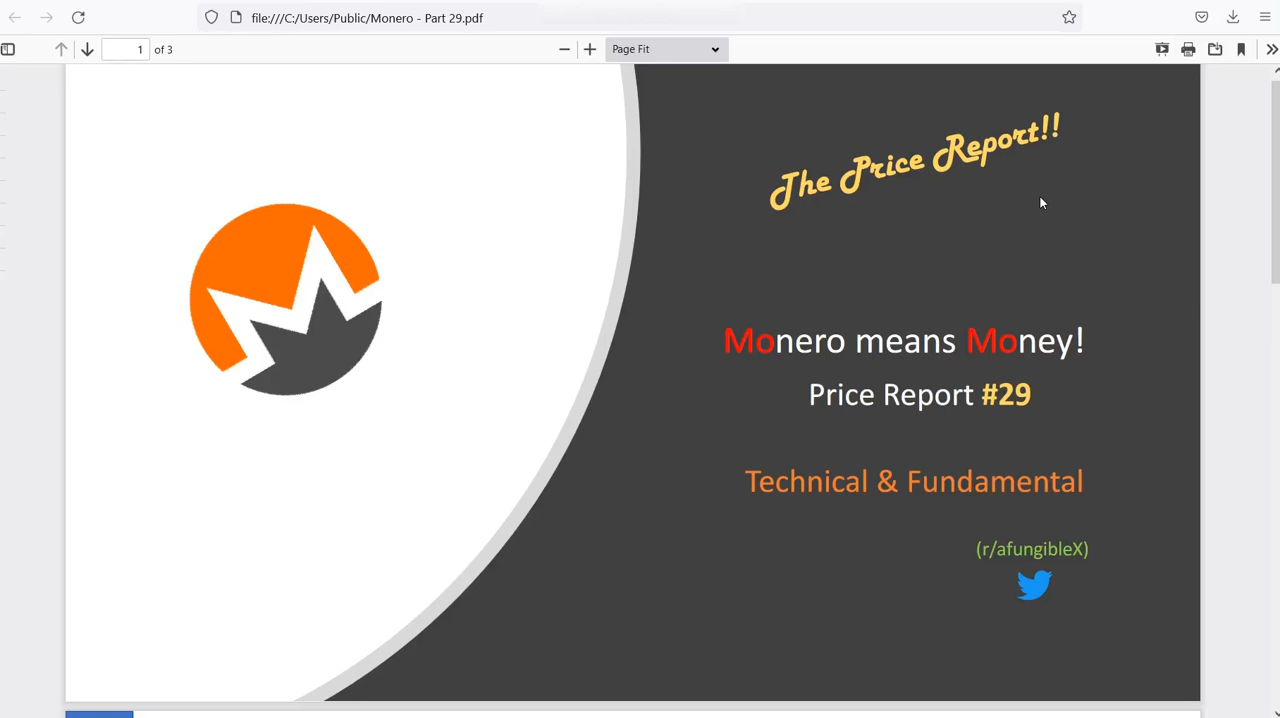 file:///C:/Users/Public/Monero - Part 29.pdf
1 of 3
Page Fit
The Price Report!!
Monero means Money!
Price Report #29
Technical & Fundamental
(r/afungibleX)